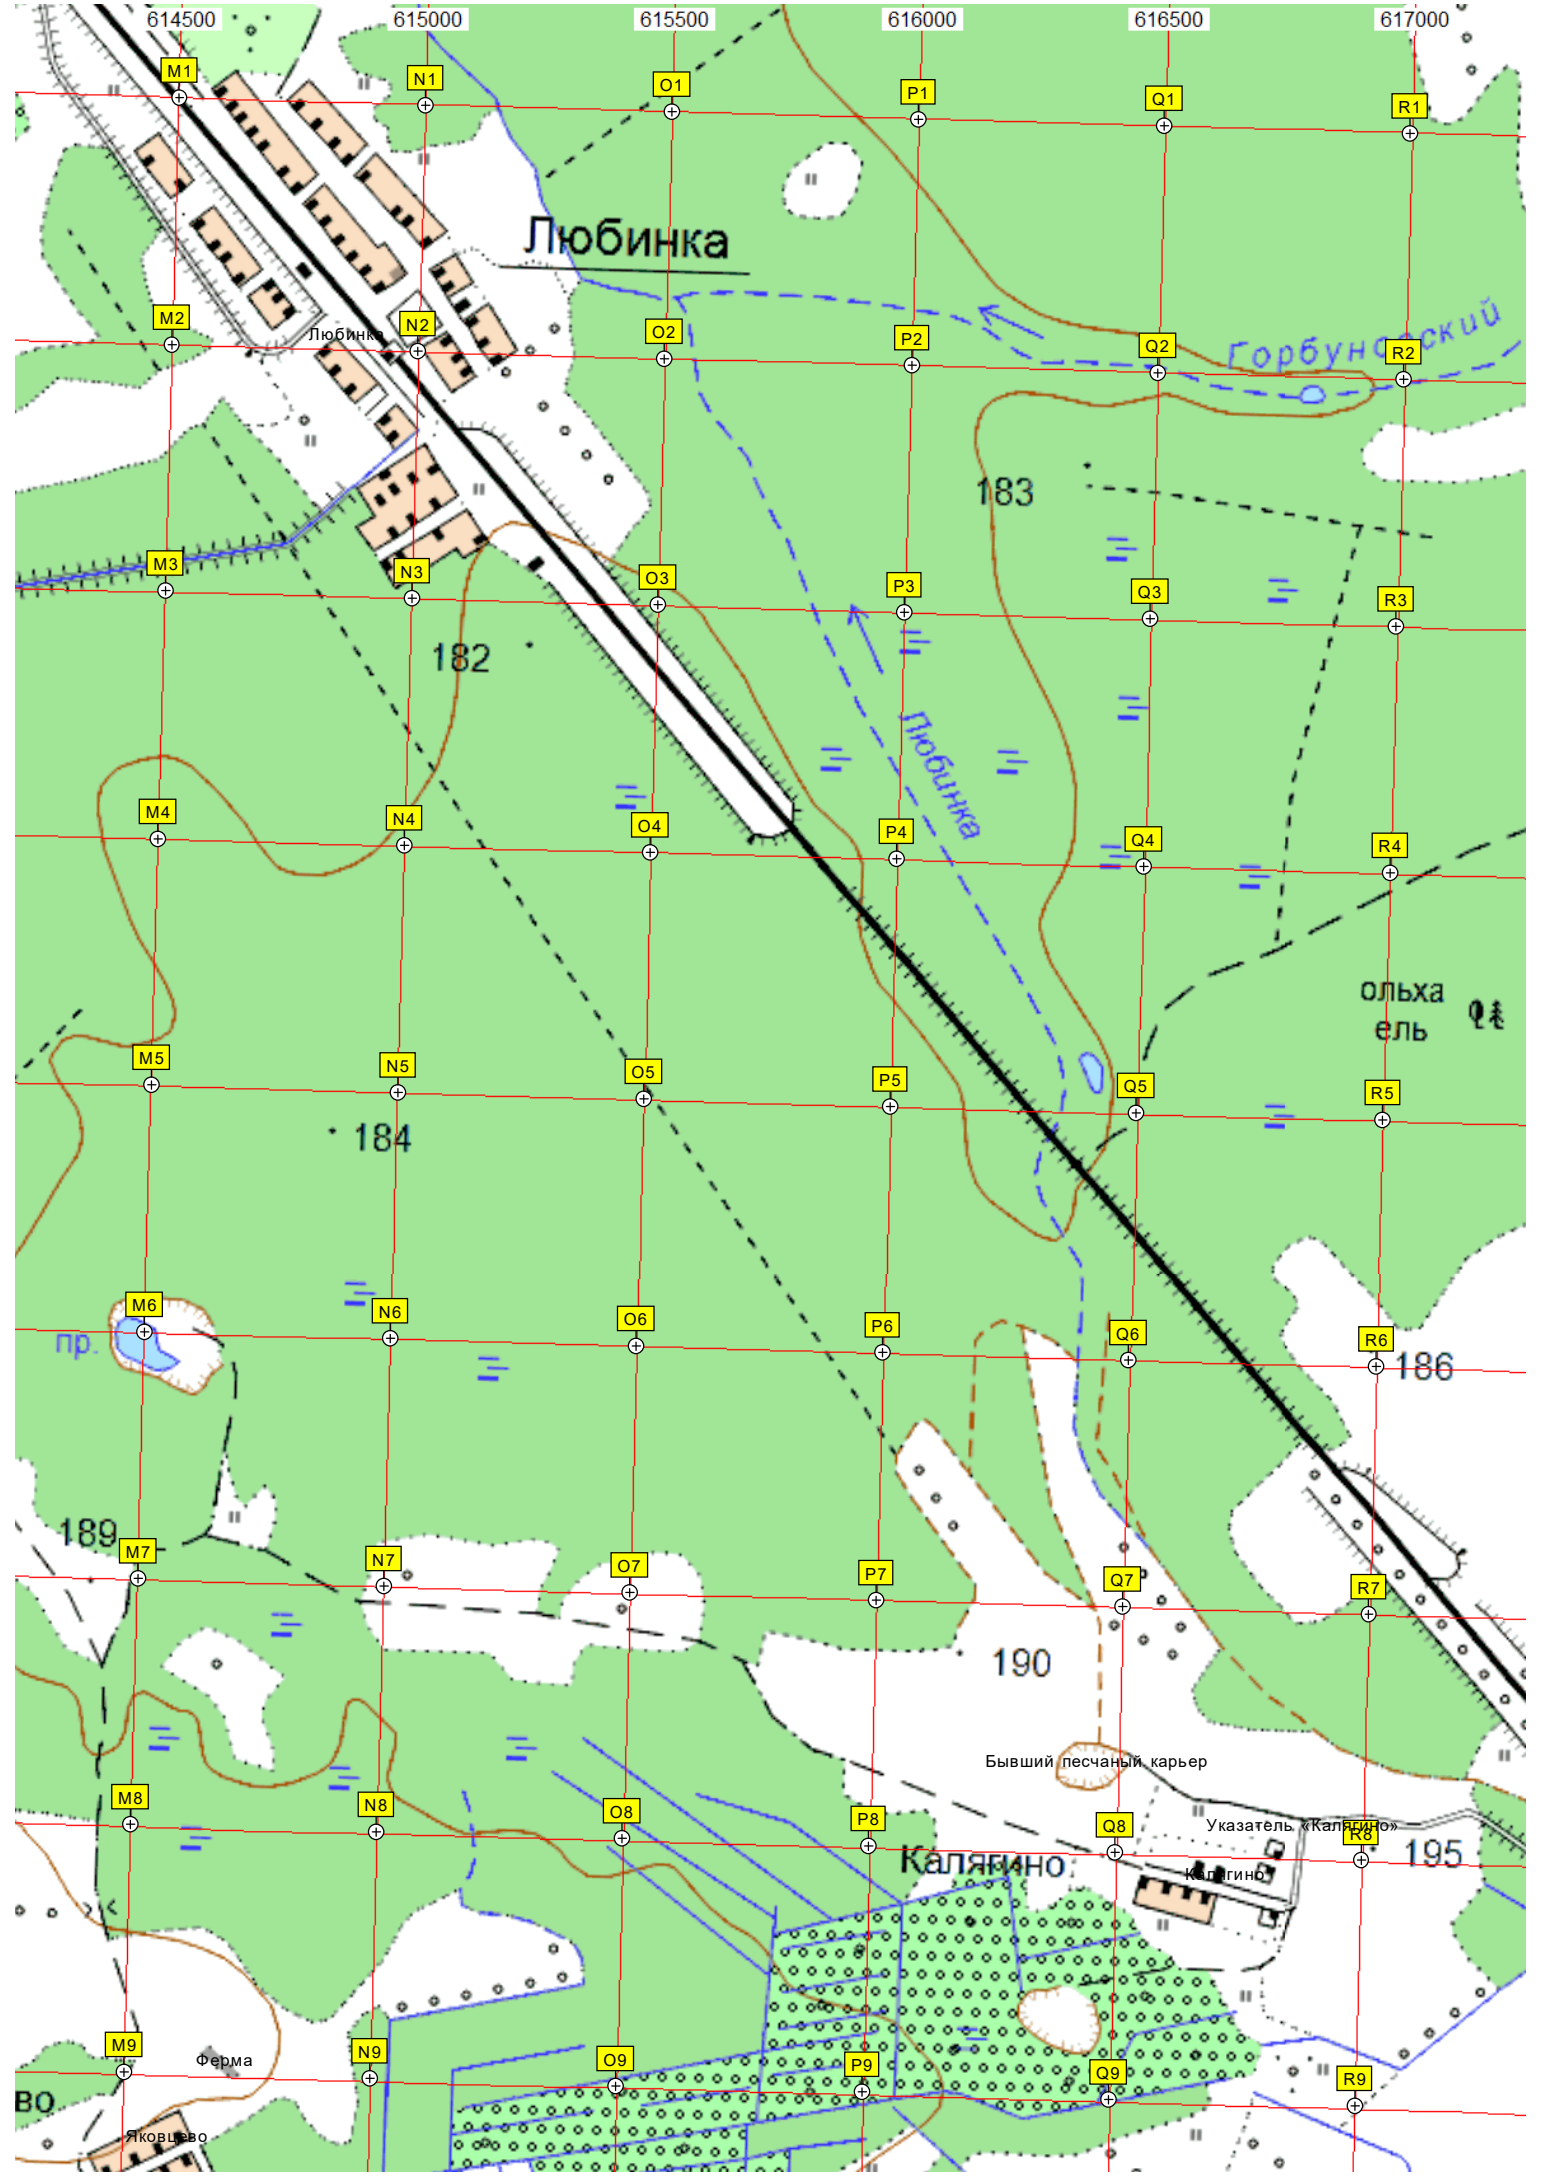 614500 615000 615500 616000 616500 617000
M1 N1 O1 P1 Q1 R1
Любинка
M2 N2 O2 P2 Q2 R2
Любинка
Горбуновский
183
M3 N3 O3 P3 Q3 R3
182
Любинка
M4 N4 O4 P4 Q4 R4
ольха
ель
M5 N5 O5 P5 Q5 R5
184
M6 N6 O6 P6 Q6 R6
пр.
186
189
M7 N7 O7 P7 Q7 R7
190
Бывший песчаный карьер
M8 N8 O8 P8 Q8 R8
Указатель «Калягино»
Калягино
195
Калягино
M9 N9 O9 P9 Q9 R9
Ферма
во
Яковцево